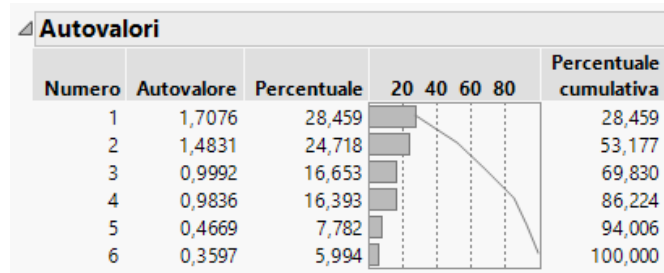 Autovalori
Percentuale
Numero Autovalore Percentuale 20 40 60 80 cumulativa
1 1,7076 28,459 28,459
2 1,4831 24,718 53,177
3 0,9992 16,653 69,830
4 0,9836 16,393 86,224
5 0,4669 7,782 94,006
6 0,3597 5,994 100,000